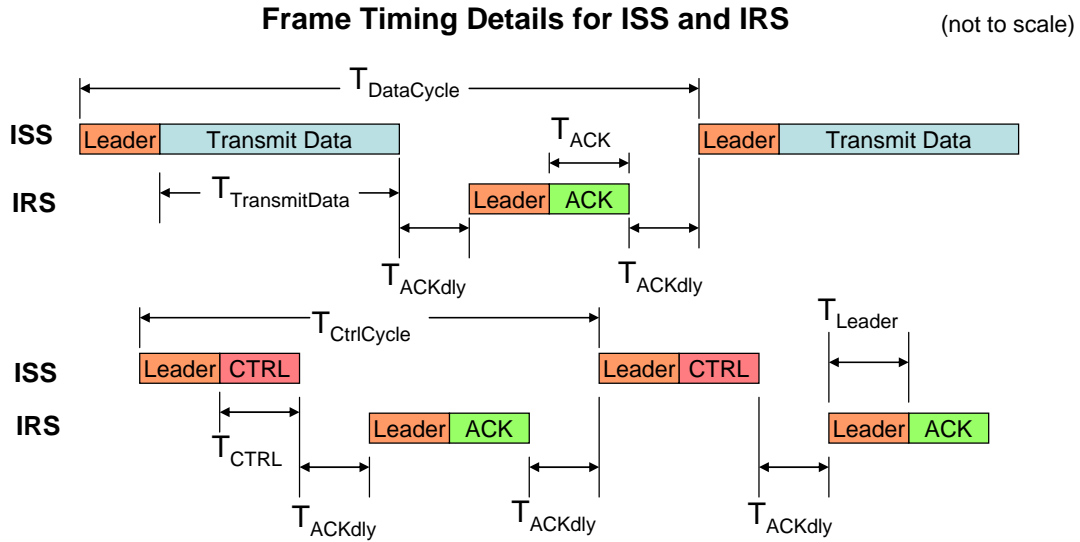 Frame Timing Details for ISS and IRS
(not to scale)
TDataCycle
ISS
Leader
Transmit Data
TACK
Leader
Transmit Data
IRS
TTransmitData
Leader
ACK
TACKdly
TACKdly
TCtrlCycle
TLeader
ISS
Leader
CTRL
Leader
CTRL
IRS
TCTRL
Leader
ACK
Leader
ACK
TACKdly
TACKdly
TACKdly